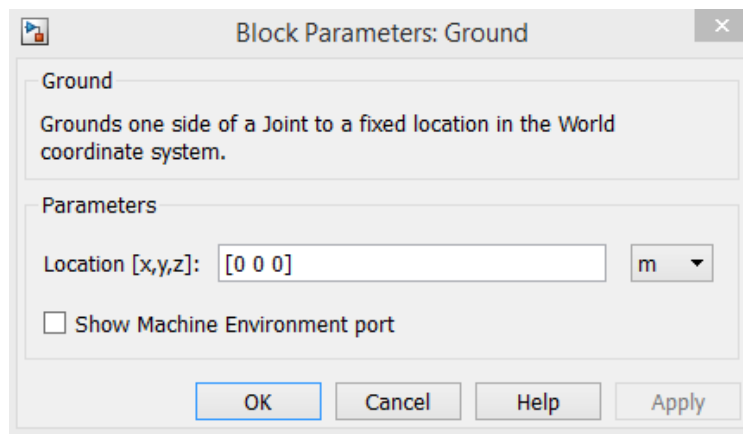 Block Parameters: Ground
Ground
Grounds one side of a Joint to a fixed location in the World
coordinate system.
Parameters
Location [x,y,z]: [0 0 0] m
Show Machine Environment port
OK Cancel Help Apply